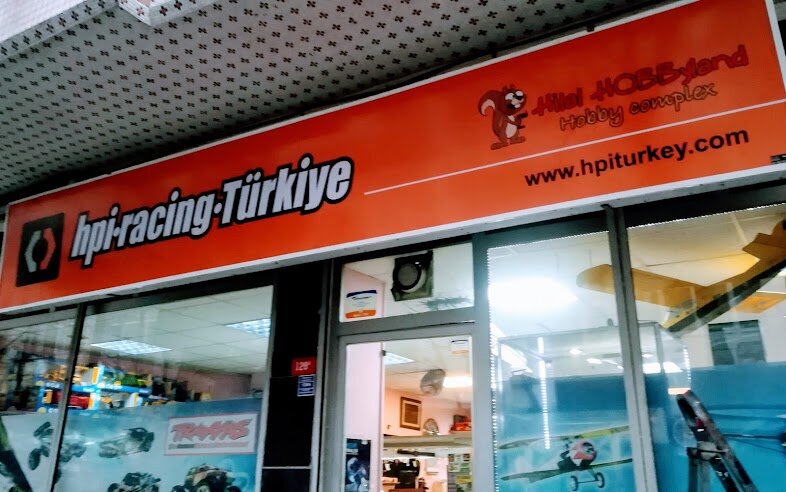 hpi·racing·Türkiye
Hilal HOBByland
Hobby complex
www.hpiturkey.com
TRAXXAS